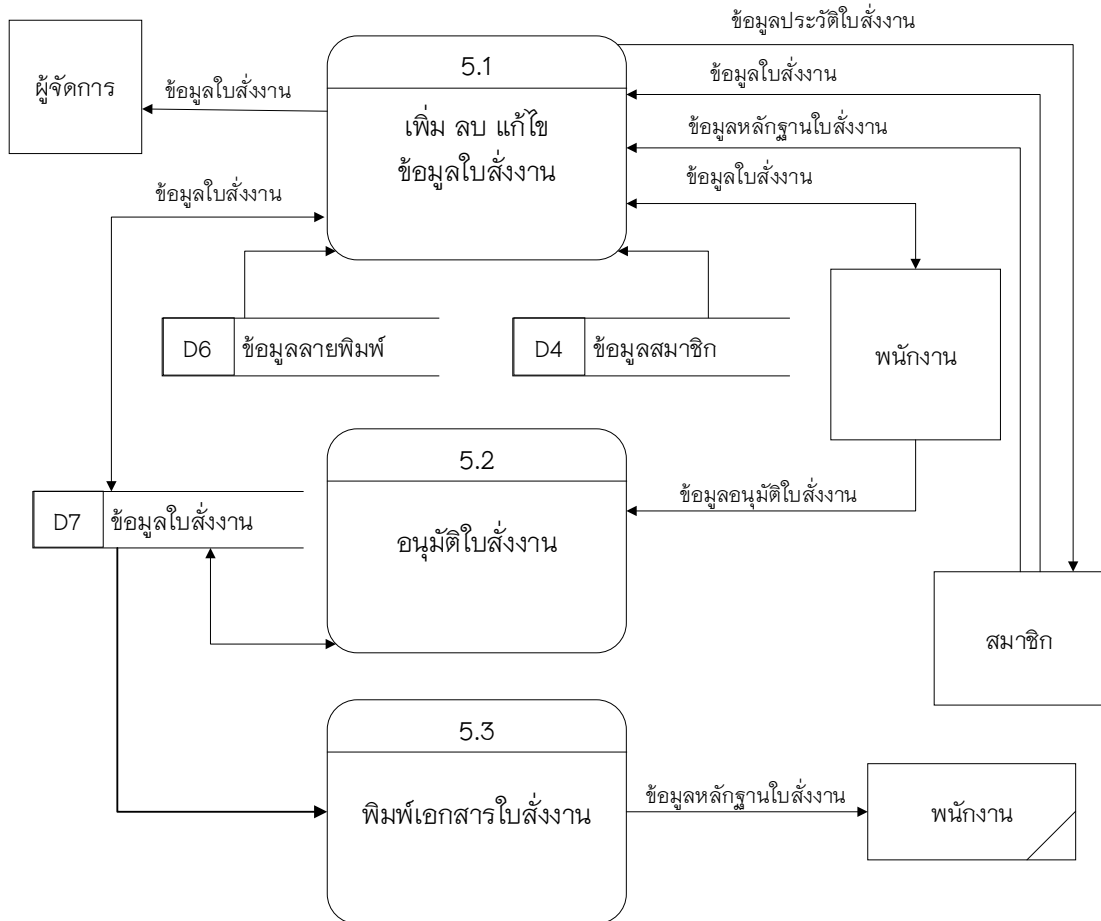 ข้อมูลประวัติใบสั่งงาน
5.1
ข้อมูลใบสั่งงาน
ผู้จัดการ
ข้อมูลใบสั่งงาน
เพิ่ม ลบ แก้ไข
ข้อมูลใบสั่งงาน
ข้อมูลหลักฐานใบสั่งงาน
ข้อมูลใบสั่งงาน
ข้อมูลใบสั่งงาน
D6
ข้อมูลลายพิมพ์
D4
ข้อมูลสมาชิก
พนักงาน
5.2
ข้อมูลอนุมัติใบสั่งงาน
D7
ข้อมูลใบสั่งงาน
อนุมัติใบสั่งงาน
สมาชิก
5.3
พิมพ์เอกสารใบสั่งงาน
ข้อมูลหลักฐานใบสั่งงาน
พนักงาน